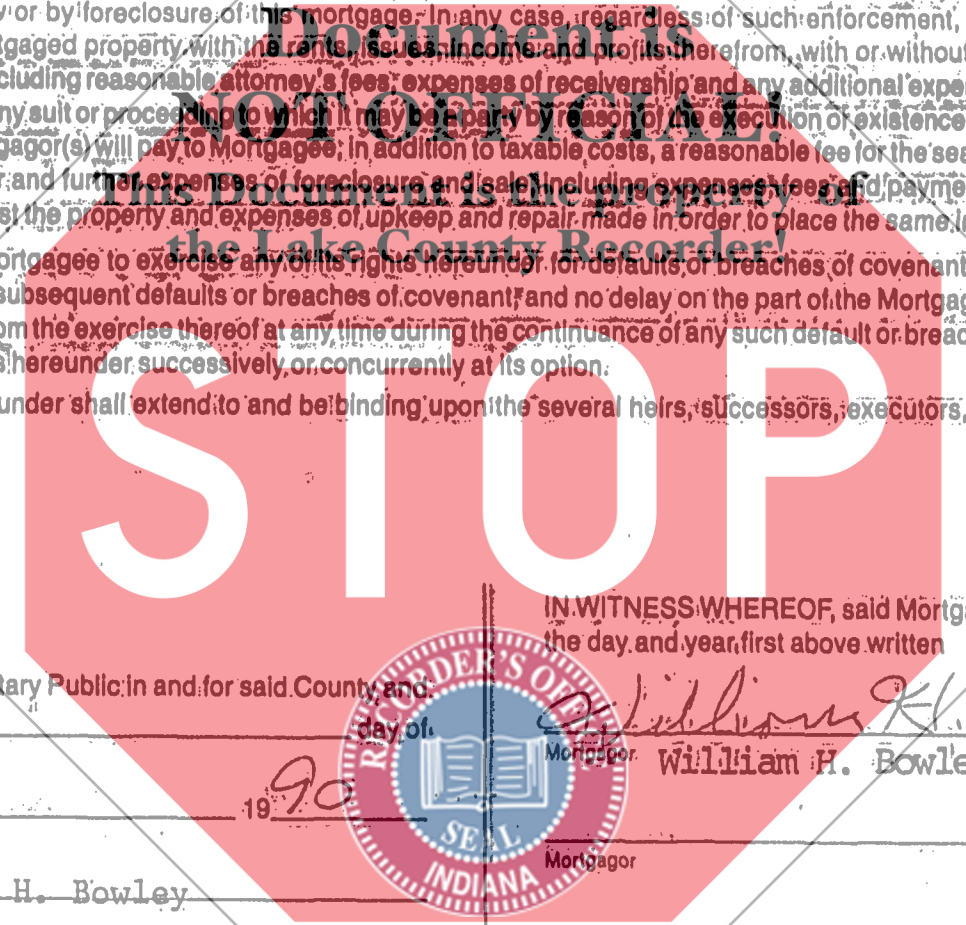 y or by foreclosure of this mortgage. In any case, regardless of such enforcement,
Document is
gaged property with the rents, issues, income and profits therefrom, with or without
cluding reasonable attorney's fees, expenses of receivership and any additional expe
NOT OFFICIAL!
ny suit or proceeding to which it may be a party by reason of the execution or existence
gagor(s) will pay to Mortgagee, in addition to taxable costs, a reasonable fee for the sea
This Document is the property of
r and further expenses of foreclosure and sale, including expenses, fees and payme
st the property and expenses of upkeep and repair made in order to place the same i
the Lake County Recorder!
ortgagee to exercise any of its rights hereunder for defaults or breaches of covenant
subsequent defaults or breaches of covenant, and no delay on the part of the Mortgag
om the exercise thereof at any time during the continuance of any such default or breac
s hereunder successively or concurrently at its option.
under shall extend to and be binding upon the several heirs, successors, executors,
STOP
IN WITNESS WHEREOF, said Mortga
the day and year first above written
tary Public in and for said County and
day of
William H.
Mortgagor William H. Bowle
19 90
Mortgagor
H. Bowley
RECORDER'S OFFICE
SEAL
INDIANA